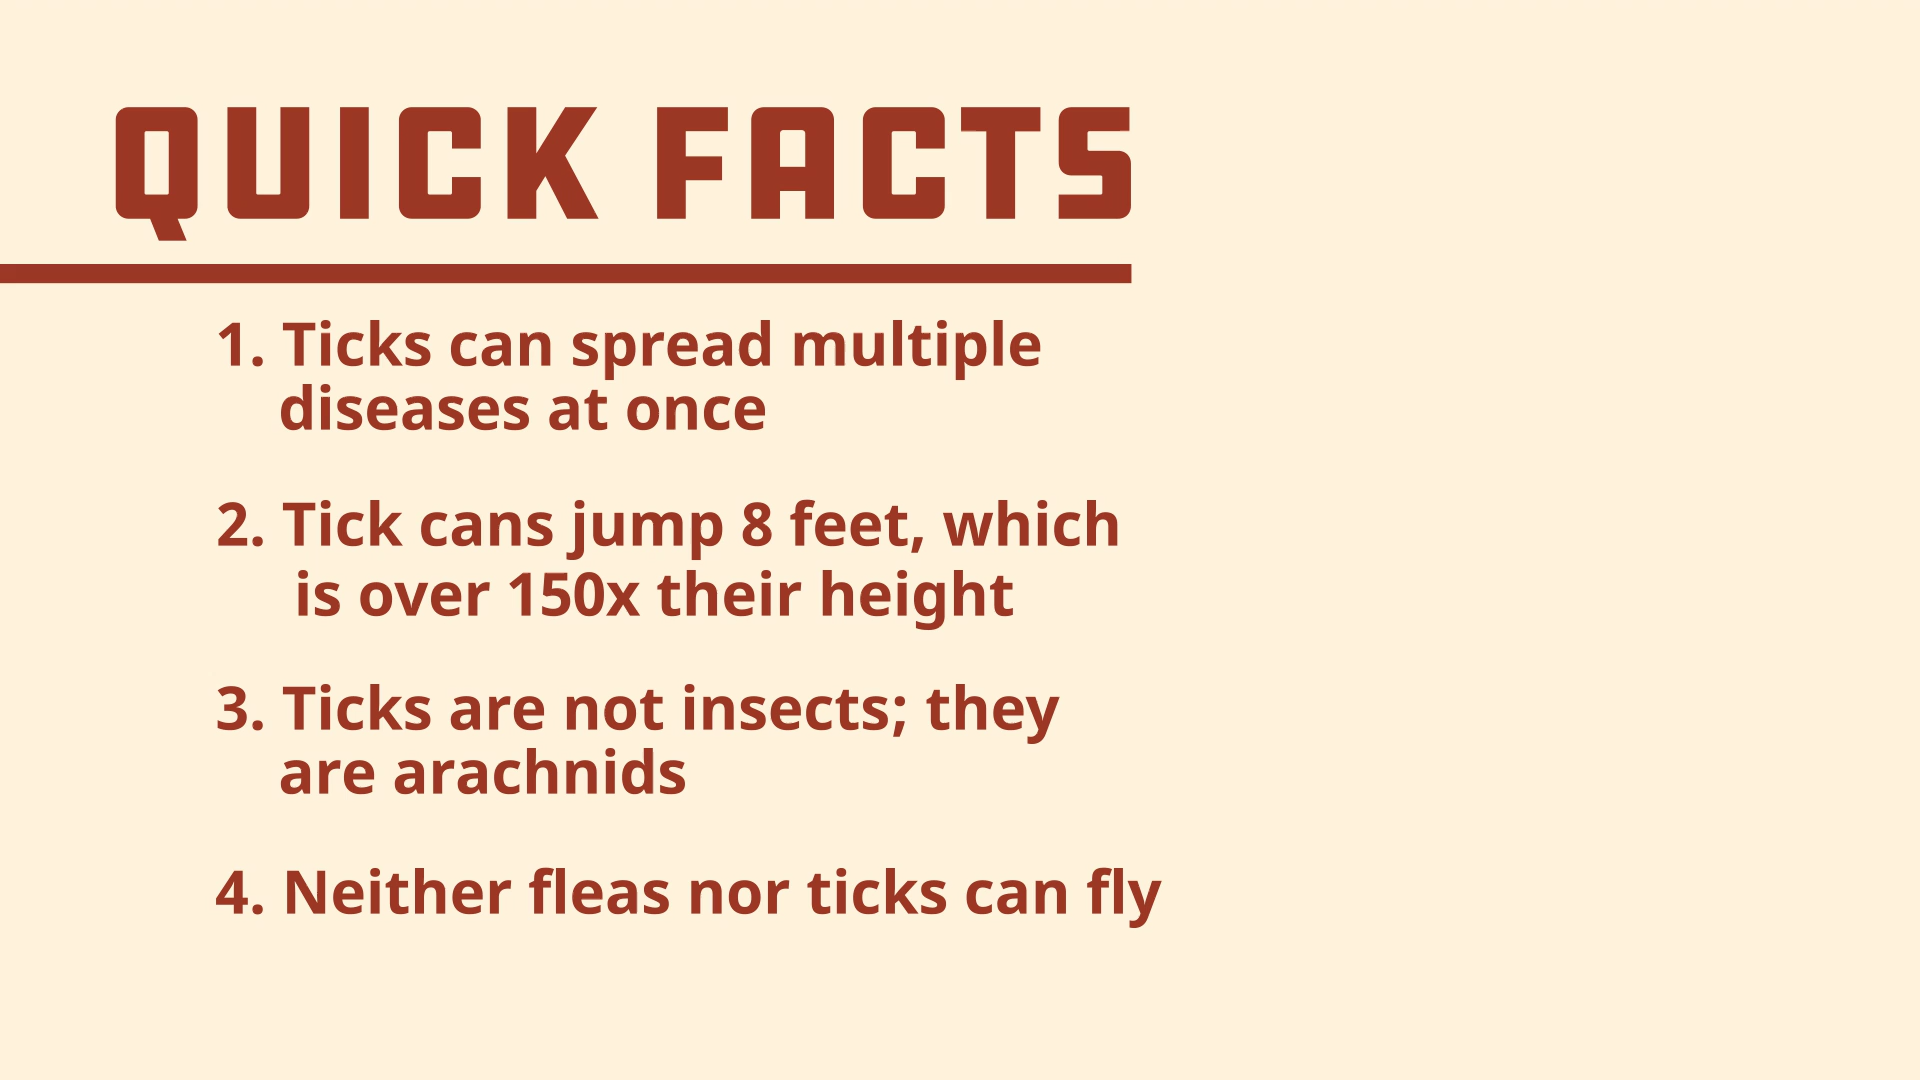 QUICK FACTS
1. Ticks can spread multiple
diseases at once
2. Tick cans jump 8 feet, which
is over 150x their height
3. Ticks are not insects; they
are arachnids
4. Neither fleas nor ticks can fly